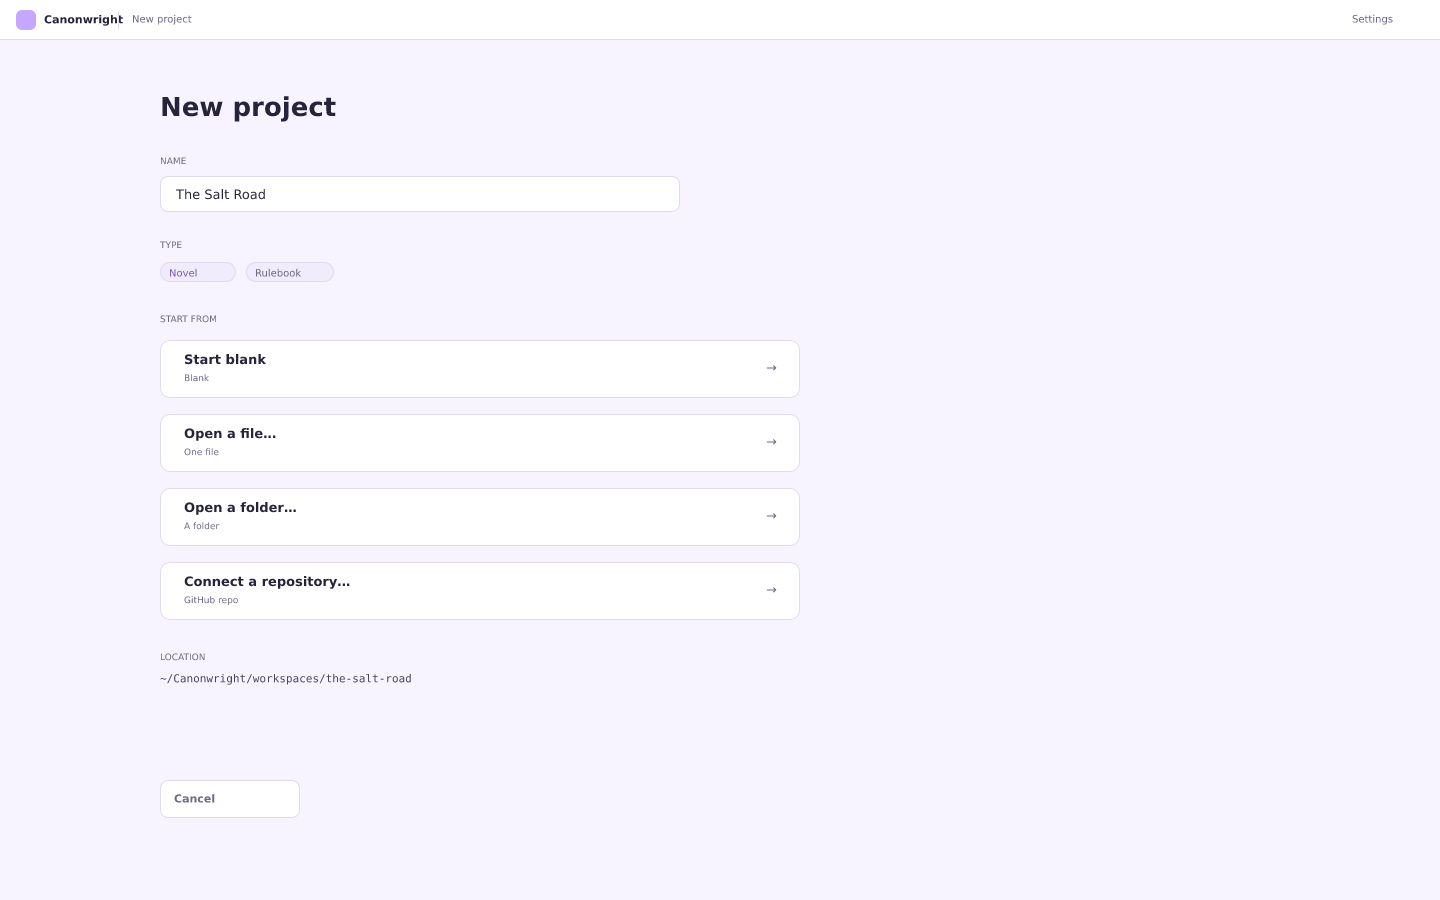 Canonwright New project Settings
New project
NAME
The Salt Road
TYPE
Novel Rulebook
START FROM
Start blank
Blank
→
Open a file…
One file
→
Open a folder…
A folder
→
Connect a repository…
GitHub repo
→
LOCATION
~/Canonwright/workspaces/the-salt-road
Cancel